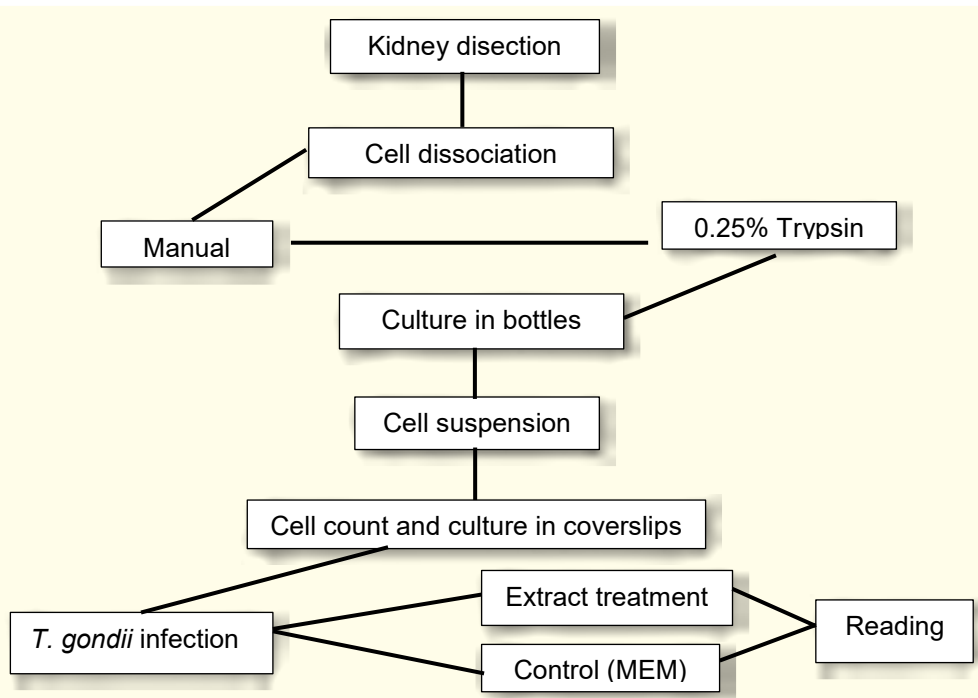 Kidney disection
Cell dissociation
Manual
0.25% Trypsin
Culture in bottles
Cell suspension
Cell count and culture in coverslips
T. gondii infection
Extract treatment
Control (MEM)
Reading